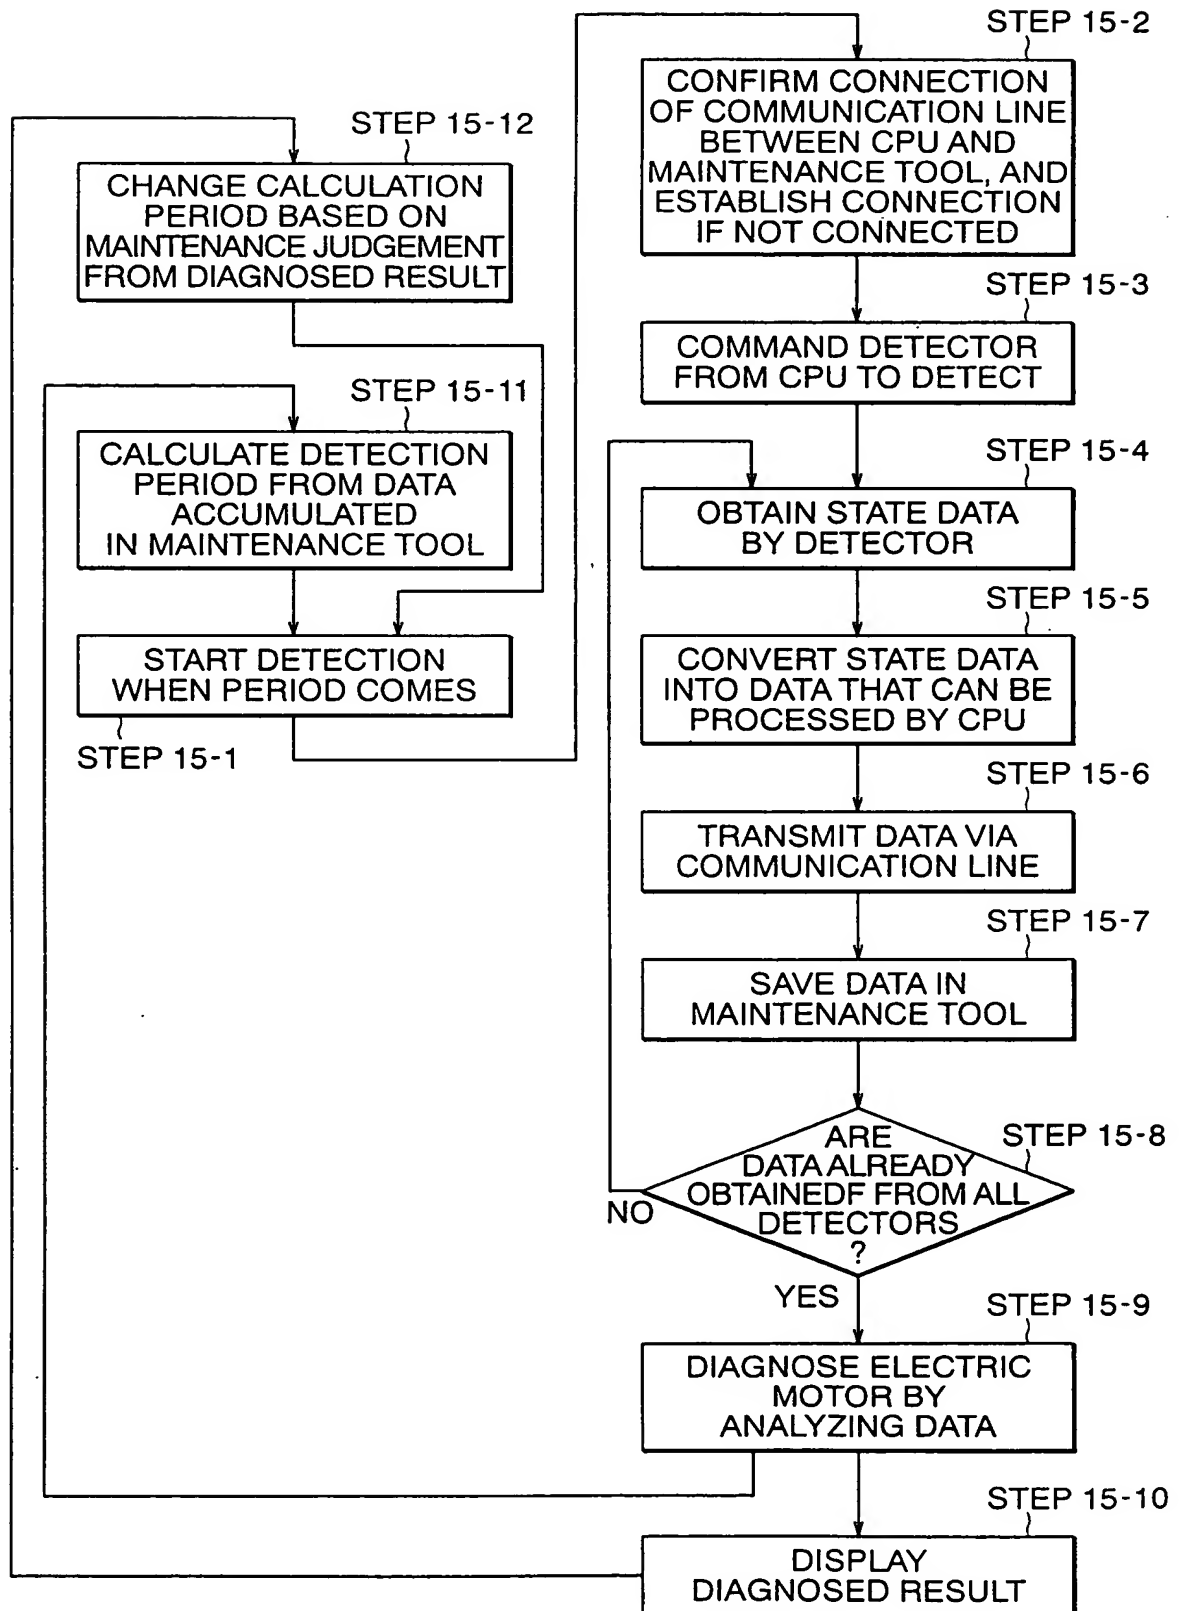 STEP 15-12
CHANGE CALCULATION
PERIOD BASED ON
MAINTENANCE JUDGEMENT
FROM DIAGNOSED RESULT
STEP 15-11
CALCULATE DETECTION
PERIOD FROM DATA
ACCUMULATED
IN MAINTENANCE TOOL
START DETECTION
WHEN PERIOD COMES
STEP 15-1
STEP 15-2
CONFIRM CONNECTION
OF COMMUNICATION LINE
BETWEEN CPU AND
MAINTENANCE TOOL, AND
ESTABLISH CONNECTION
IF NOT CONNECTED
STEP 15-3
COMMAND DETECTOR
FROM CPU TO DETECT
STEP 15-4
OBTAIN STATE DATA
BY DETECTOR
STEP 15-5
CONVERT STATE DATA
INTO DATA THAT CAN BE
PROCESSED BY CPU
STEP 15-6
TRANSMIT DATA VIA
COMMUNICATION LINE
STEP 15-7
SAVE DATA IN
MAINTENANCE TOOL
STEP 15-8
ARE
DATA ALREADY
OBTAINEDF FROM ALL
DETECTORS
?
NO
YES
STEP 15-9
DIAGNOSE ELECTRIC
MOTOR BY
ANALYZING DATA
STEP 15-10
DISPLAY
DIAGNOSED RESULT